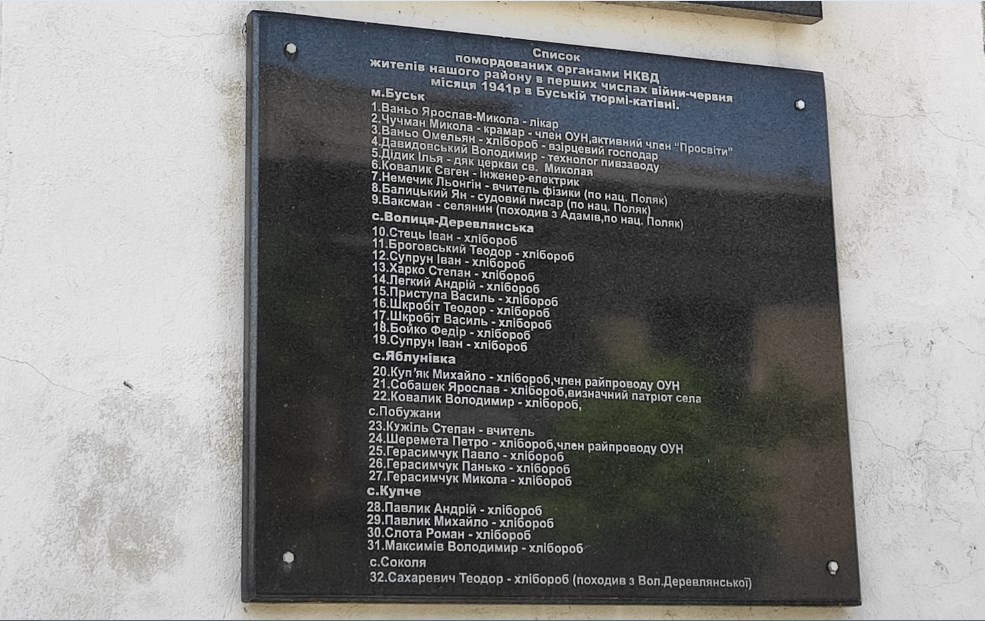 Список
помордованих органами НКВД
жителів нашого району в перших числах війни-червня
місяця 1941р в Буській тюрмі-катівні.
м.Буськ
1.Ваньо Ярослав-Микола - лікар
2.Чучман Микола - крамар - член ОУН,активний член “Просвіти”
3.Ваньо Омельян - хлібороб - взірцевий господар
4.Давидовський Володимир - технолог пивзаводу
5.Дідик Ілья - дяк церкви св. Миколая
6.Ковалик Євген - інженер-електрик
7.Немечик Льонгін - вчитель фізики (по нац. Поляк)
8.Балицький Ян - судовий писар (по нац. Поляк)
9.Ваксман - селянин (походив з Адамів,по нац. Поляк)
с.Волиця-Деревлянська
10.Стець Іван - хлібороб
11.Броговський Теодор - хлібороб
12.Супрун Іван - хлібороб
13.Харко Степан - хлібороб
14.Легкий Андрій - хлібороб
15.Приступа Василь - хлібороб
16.Шкробіт Теодор - хлібороб
17.Шкробіт Василь - хлібороб
18.Бойко Федір - хлібороб
19.Супрун Іван - хлібороб
с.Яблунівка
20.Куп'як Михайло - хлібороб,член райпроводу ОУН
21.Собашек Ярослав - хлібороб,визначний патріот села
22.Ковалик Володимир - хлібороб,
с.Побужани
23.Кужіль Степан - вчитель
24.Шеремета Петро - хлібороб,член райпроводу ОУН
25.Герасимчук Павло - хлібороб
26.Герасимчук Панько - хлібороб
27.Герасимчук Микола - хлібороб
с.Купче
28.Павлик Андрій - хлібороб
29.Павлик Михайло - хлібороб
30.Слота Роман - хлібороб
31.Максимів Володимир - хлібороб
с.Соколя
32.Сахаревич Теодор - хлібороб (походив з Вол.Деревлянської)